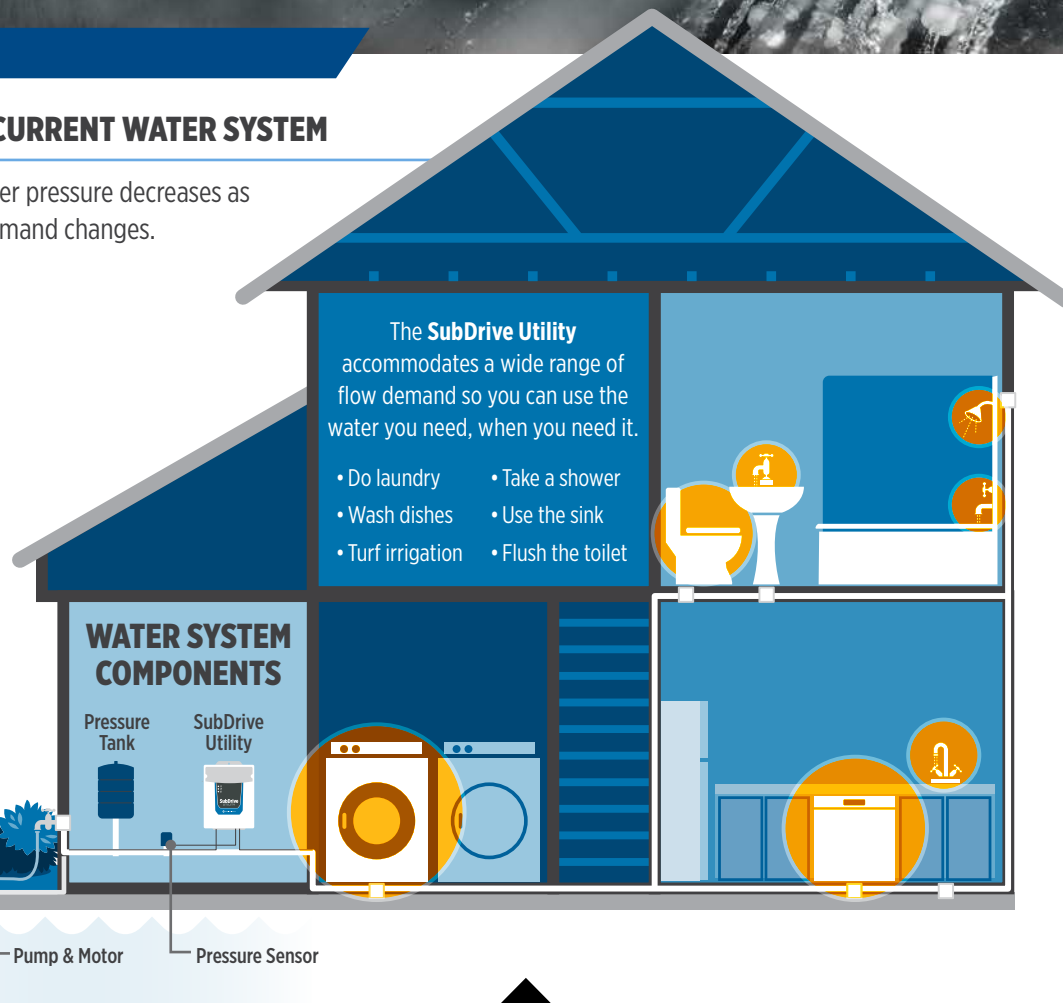 CURRENT WATER SYSTEM
er pressure decreases as
mand changes.
The SubDrive Utility
accommodates a wide range of
flow demand so you can use the
water you need, when you need it.
• Do laundry
• Wash dishes
• Turf irrigation
• Take a shower
• Use the sink
• Flush the toilet
WATER SYSTEM
COMPONENTS
Pressure
Tank
SubDrive
Utility
SubDrive
Pump & Motor
Pressure Sensor